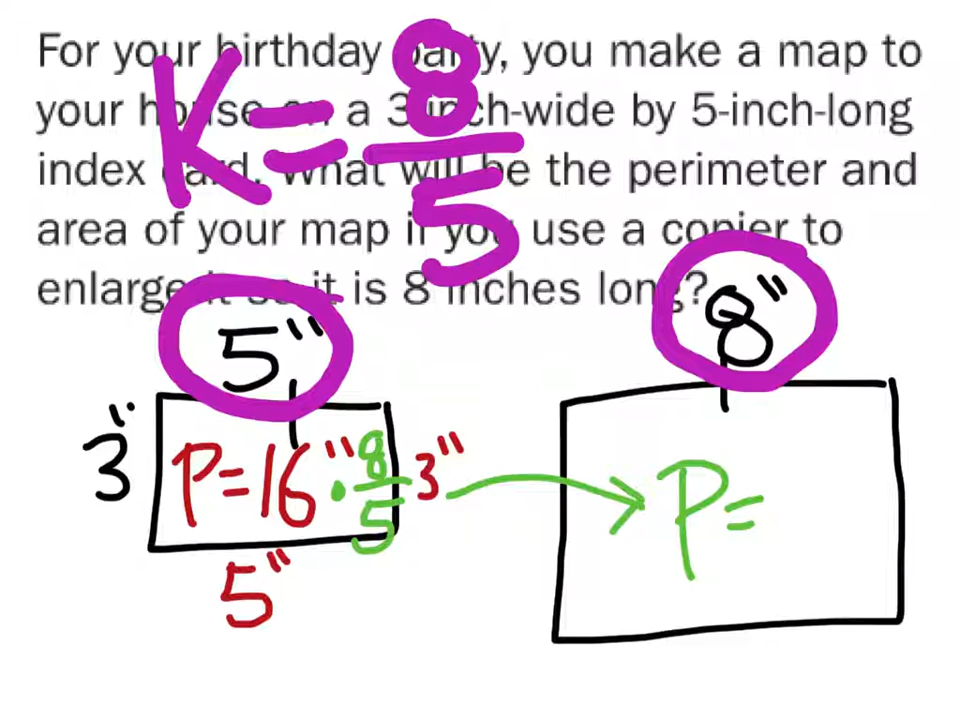 For your birthday party, you make a map to
your house on a 3-inch-wide by 5-inch-long
index card. What will be the perimeter and
area of your map if you use a copier to
enlarge it so it is 8 inches long?
K = 8/5
5"
8"
3"
P=16" · 8/5
3"
P=
5"